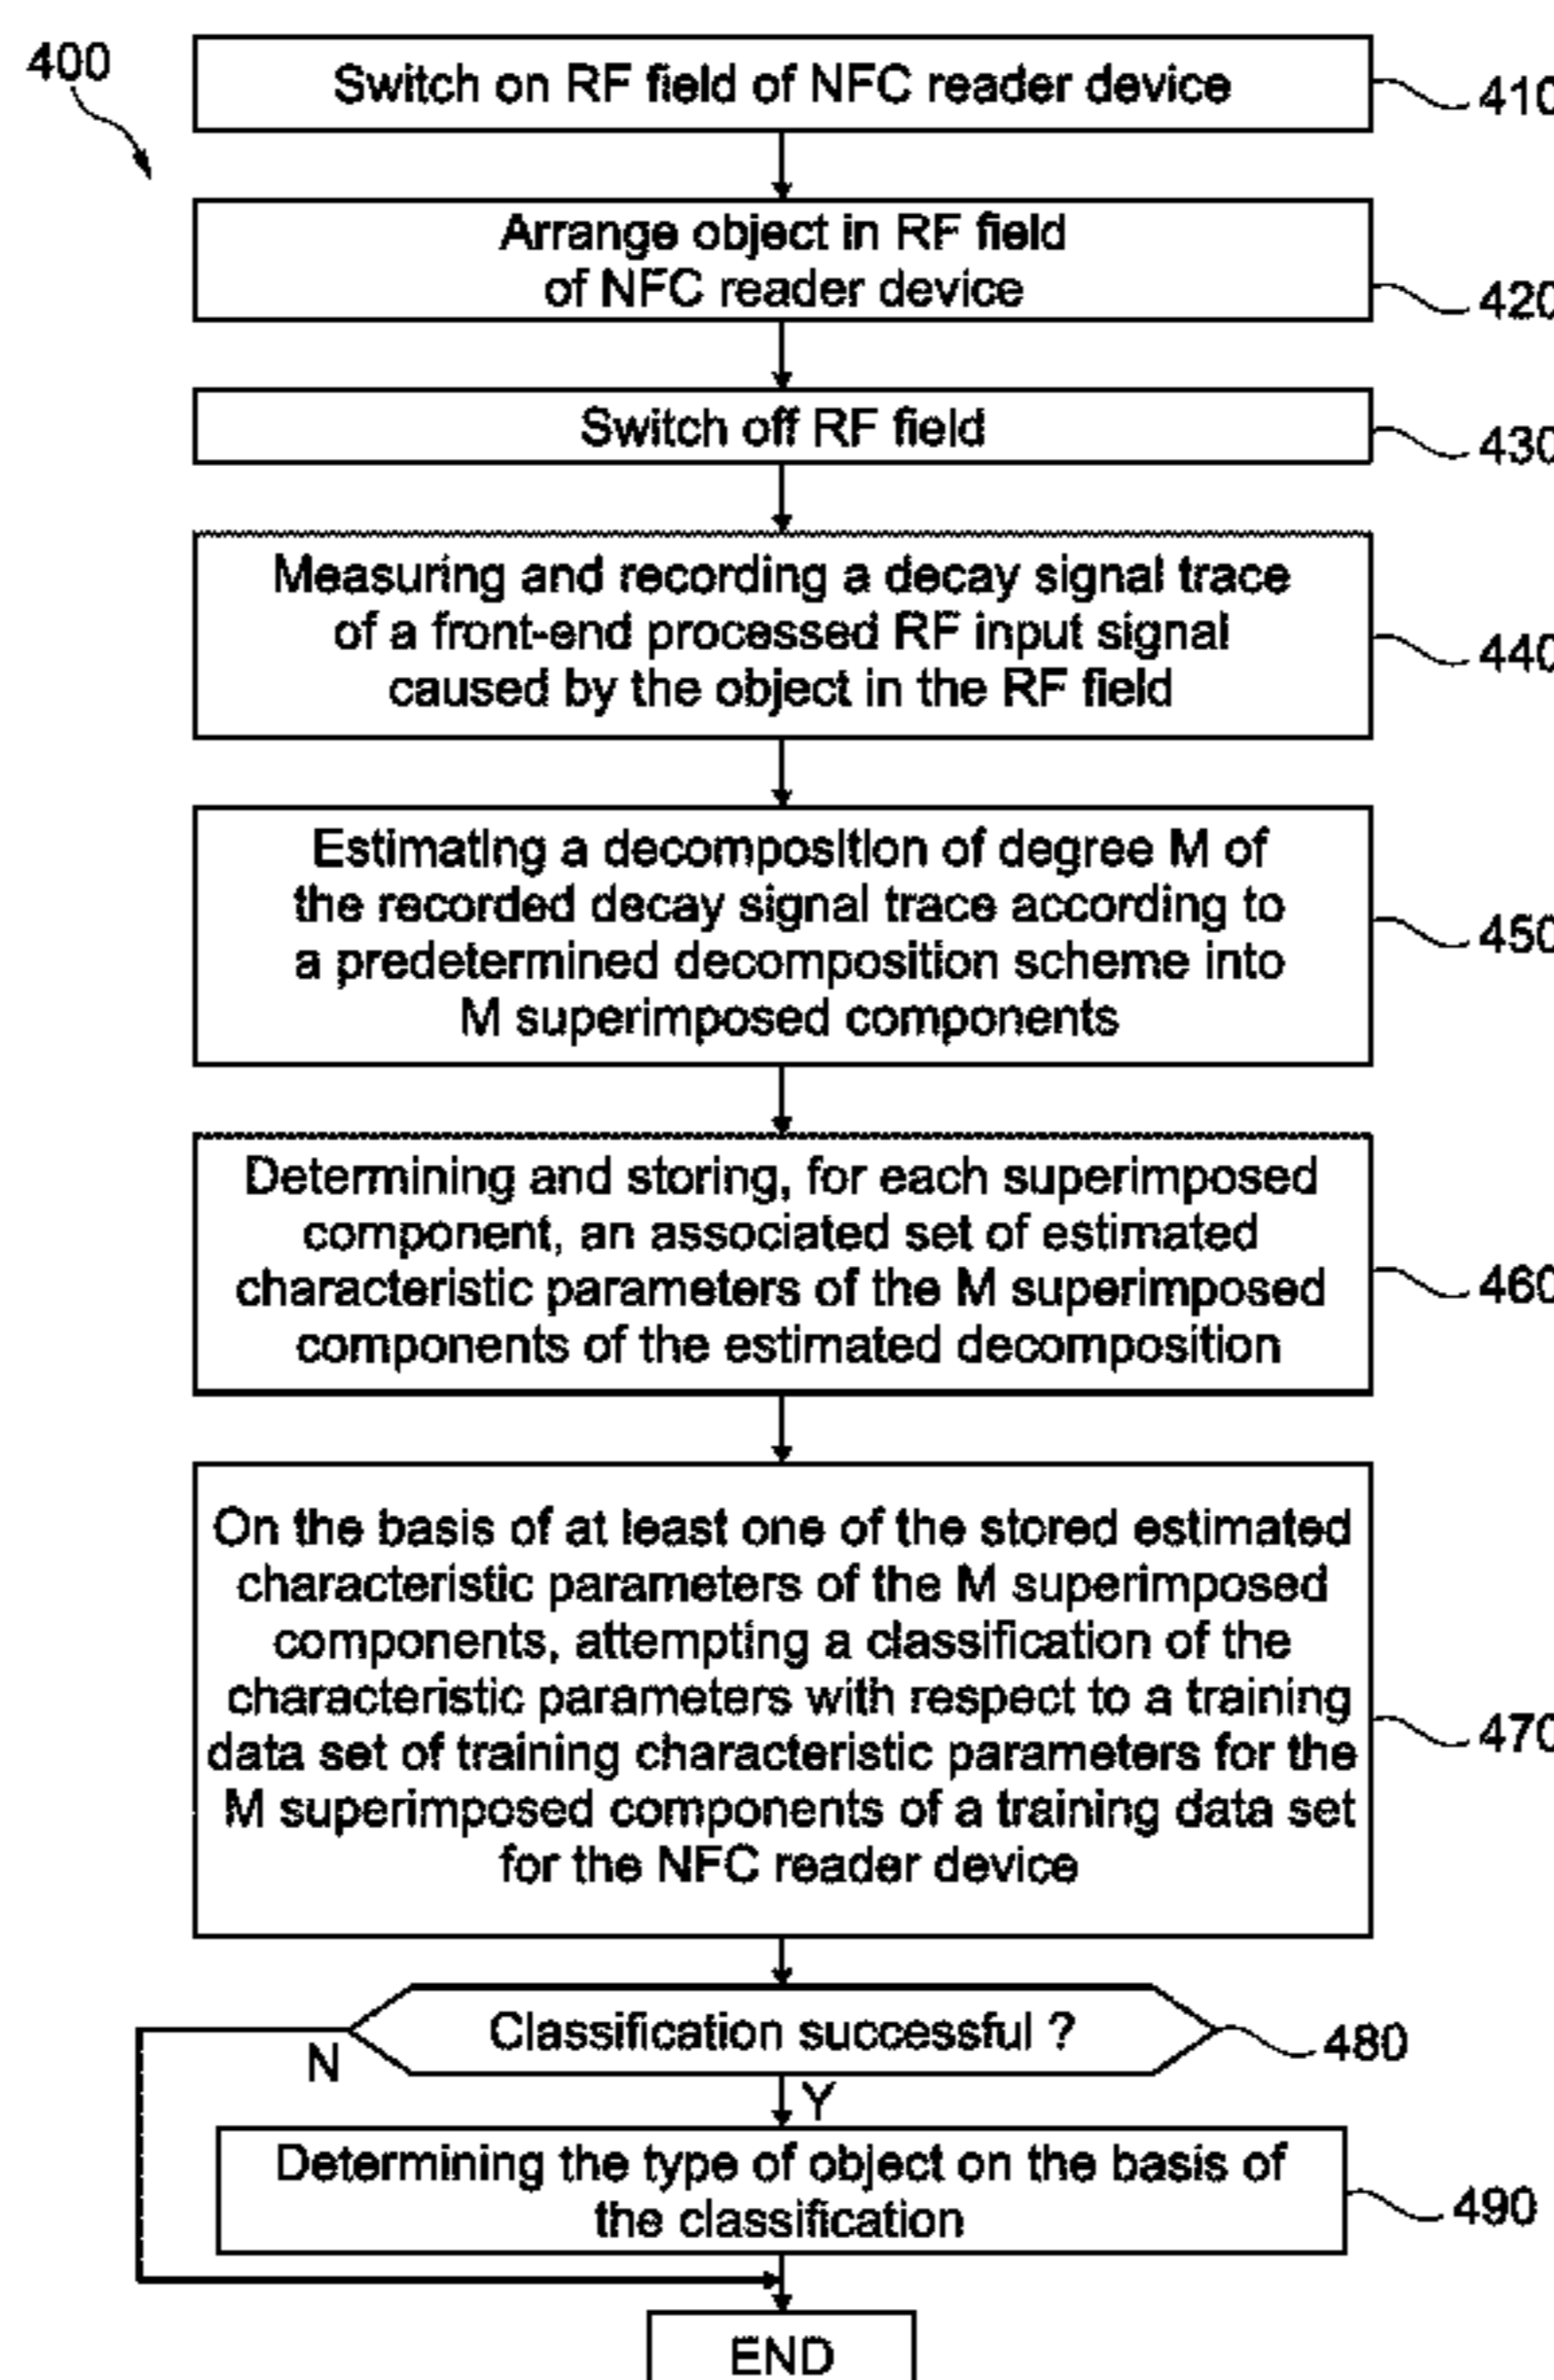 400
Switch on RF field of NFC reader device
410
Arrange object in RF field
of NFC reader device
420
Switch off RF field
430
Measuring and recording a decay signal trace
of a front-end processed RF input signal
caused by the object in the RF field
440
Estimating a decomposition of degree M of
the recorded decay signal trace according to
a predetermined decomposition scheme into
M superimposed components
450
Determining and storing, for each superimposed
component, an associated set of estimated
characteristic parameters of the M superimposed
components of the estimated decomposition
460
On the basis of at least one of the stored estimated
characteristic parameters of the M superimposed
components, attempting a classification of the
characteristic parameters with respect to a training
data set of training characteristic parameters for the
M superimposed components of a training data set
for the NFC reader device
470
Classification successful ?
480
N
Y
Determining the type of object on the basis of
the classification
490
END